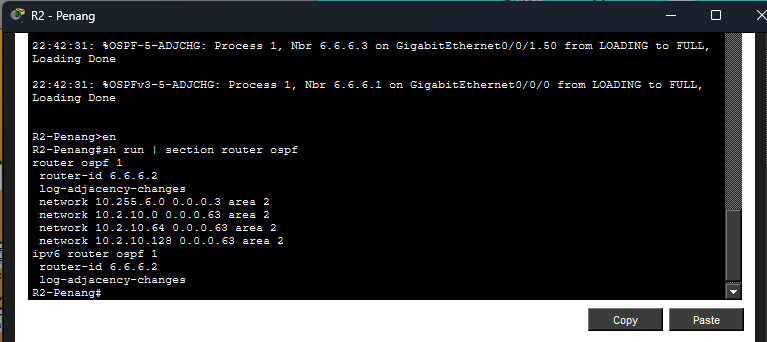 R2 - Penang
22:42:31: %OSPF-5-ADJCHG: Process 1, Nbr 6.6.6.3 on GigabitEthernet0/0/1.50 from LOADING to FULL,
Loading Done
22:42:31: %OSPFv3-5-ADJCHG: Process 1, Nbr 6.6.6.1 on GigabitEthernet0/0/0 from LOADING to FULL,
Loading Done
R2-Penang>en
R2-Penang#sh run | section router ospf
router ospf 1
 router-id 6.6.6.2
 log-adjacency-changes
 network 10.255.6.0 0.0.0.3 area 2
 network 10.2.10.0 0.0.0.63 area 2
 network 10.2.10.64 0.0.0.63 area 2
 network 10.2.10.128 0.0.0.63 area 2
ipv6 router ospf 1
 router-id 6.6.6.2
 log-adjacency-changes
R2-Penang#
Copy
Paste